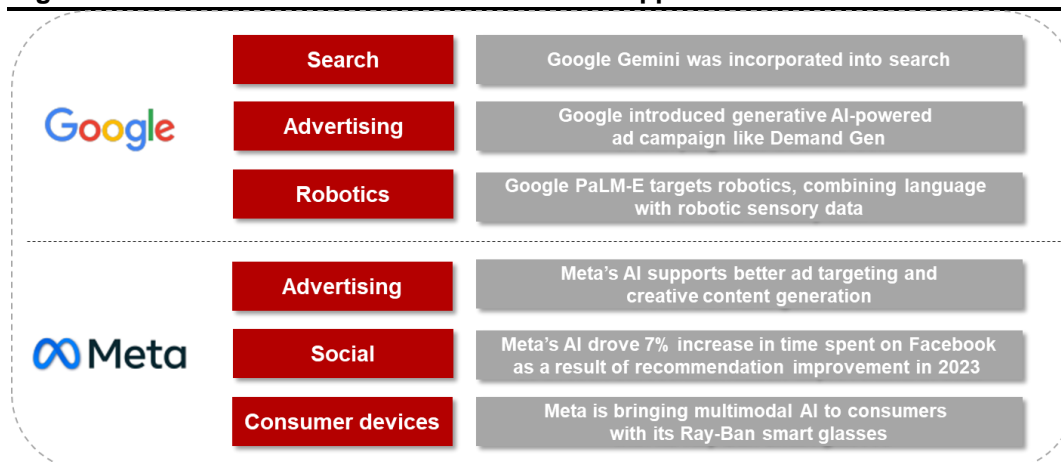 Google
Search
Google Gemini was incorporated into search
Advertising
Google introduced generative AI-powered
ad campaign like Demand Gen
Robotics
Google PaLM-E targets robotics, combining language
with robotic sensory data
Meta
Advertising
Meta's AI supports better ad targeting and
creative content generation
Social
Meta's AI drove 7% increase in time spent on Facebook
as a result of recommendation improvement in 2023
Consumer devices
Meta is bringing multimodal AI to consumers
with its Ray-Ban smart glasses